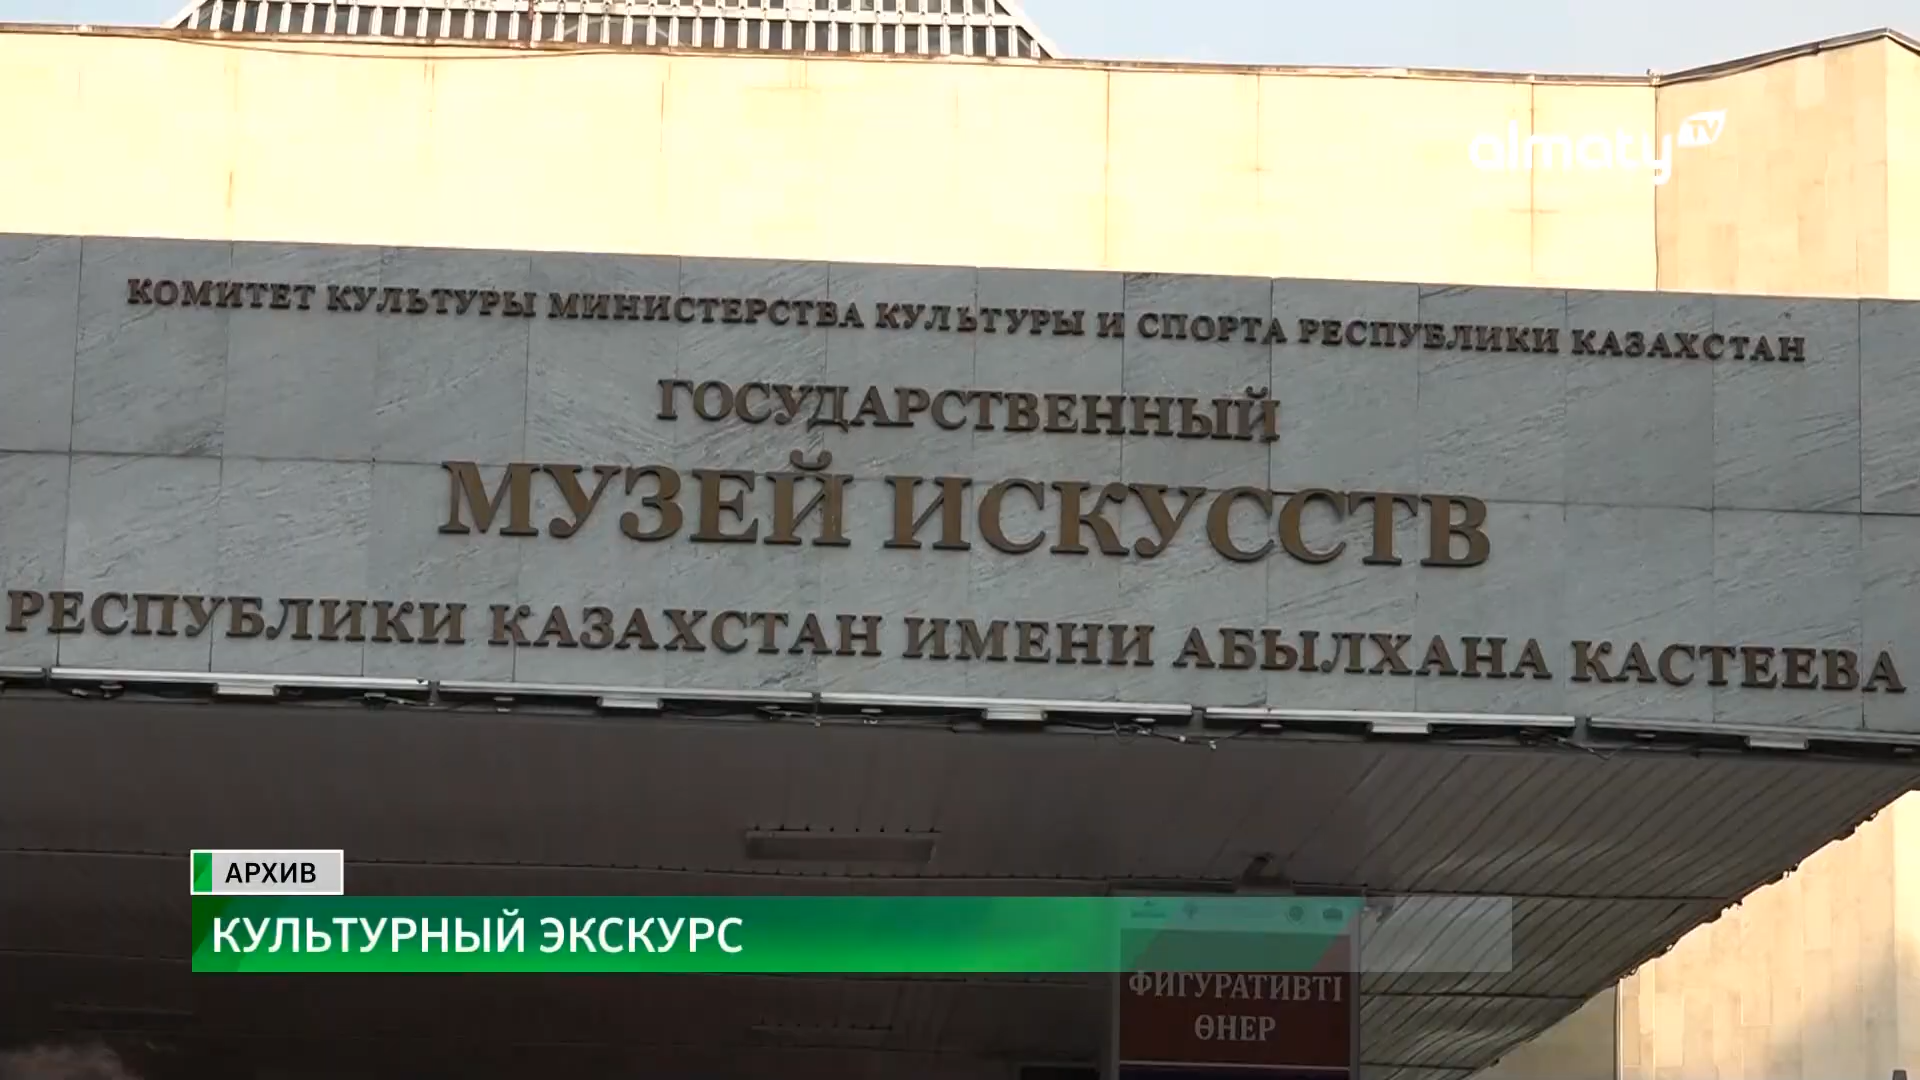 almaty TV
КОМИТЕТ КУЛЬТУРЫ МИНИСТЕРСТВА КУЛЬТУРЫ И СПОРТА РЕСПУБЛИКИ КАЗАХСТАН
ГОСУДАРСТВЕННЫЙ
МУЗЕЙ ИСКУССТВ
РЕСПУБЛИКИ КАЗАХСТАН ИМЕНИ АБЫЛХАНА КАСТЕЕВА
АРХИВ
КУЛЬТУРНЫЙ ЭКСКУРС
ФИГУРАТИВТІ
ӨНЕР